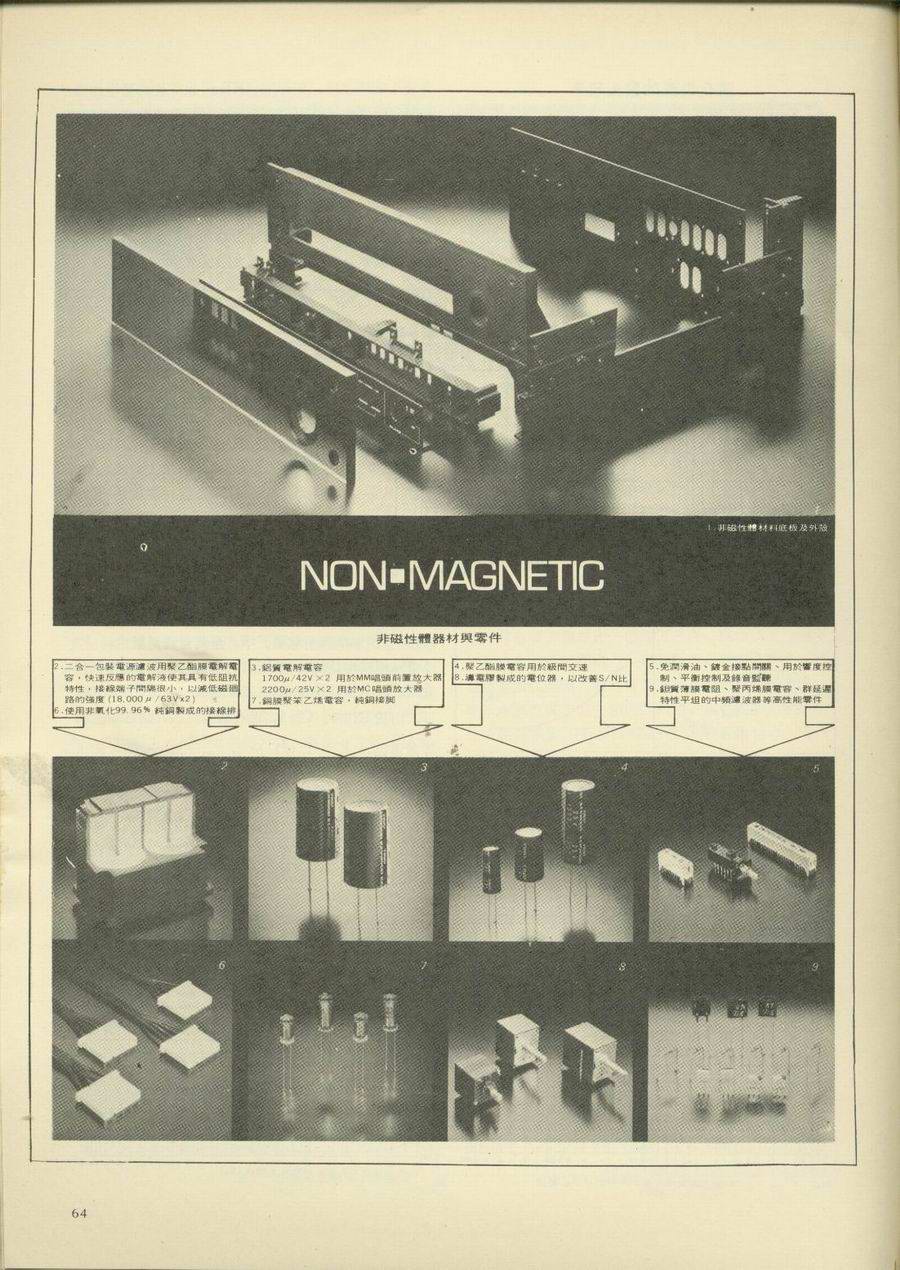 1.非磁性體材料底板及外殼
NON■MAGNETIC
非磁性體器材與零件
2.二合一包裝電源濾波用聚乙酯膜電解電
容，快速反應的電解液使其具有低阻抗
特性，接線端子間隔很小，以減低磁迴
路的強度(18,000μ/63V×2)
6.使用非氧化99.96%純銅製成的接線排
3.鋁質電解電容
1700μ/42V×2 用於MM唱頭前置放大器
2200μ/25V×2 用於MC唱頭放大器
7.銅膜聚笨乙烯電容，純銅接脚
4.聚乙酯膜電容用於級間交連
8.導電膠製成的電位器，以改善S/N比
5.免潤滑油、鍍金接點開關、用於響度控
制、平衡控制及錄音監聽
9.鉭質薄膜電阻、聚丙烯膜電容、群延遲
特性平坦的中頻濾波器等高性能零件
2
3
4
5
6
7
8
9
64